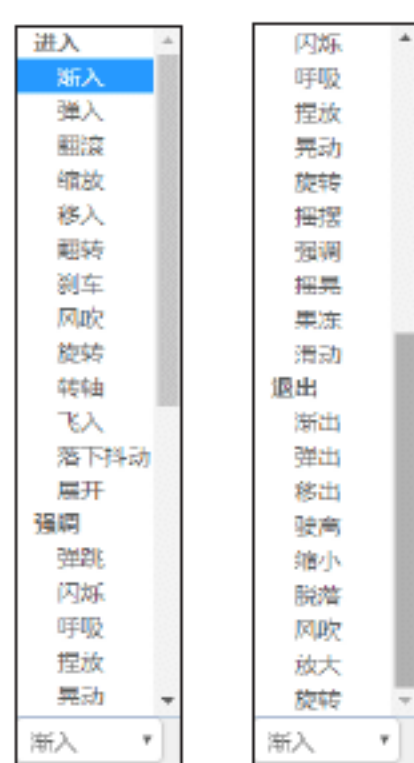 进入
渐入
弹入
翻滚
缩放
移入
翻转
刹车
风吹
旋转
转轴
飞入
落下抖动
展开
强调
弹跳
闪烁
呼吸
捏放
晃动
渐入
闪烁
呼吸
捏放
晃动
旋转
摇摆
强调
摇晃
果冻
滑动
退出
渐出
弹出
移出
驶离
缩小
脱落
风吹
放大
旋转
渐入